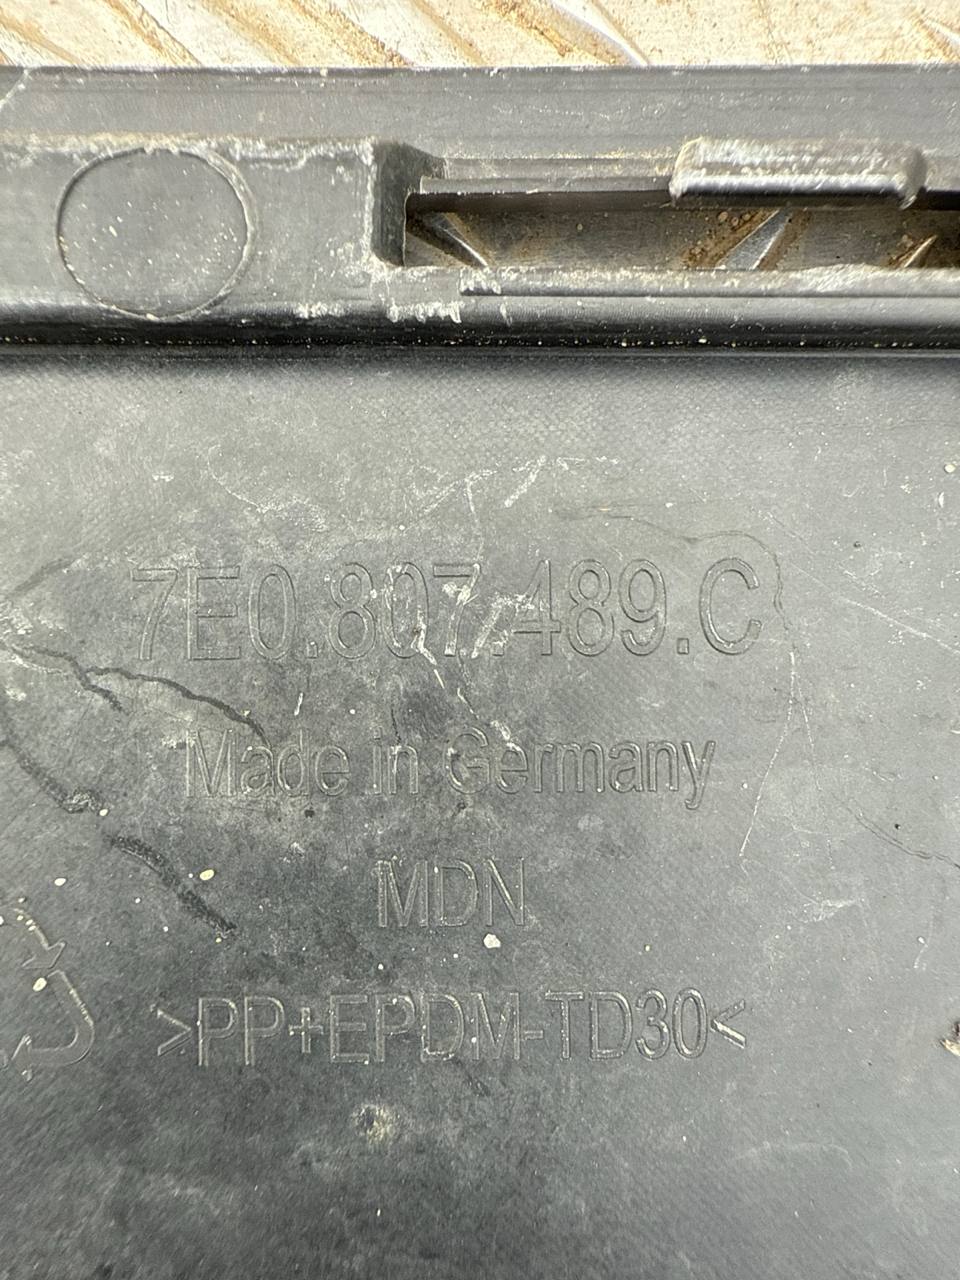 7E0.807.489.C
Made in Germany
MDN
>PP+EPDM-TD30<